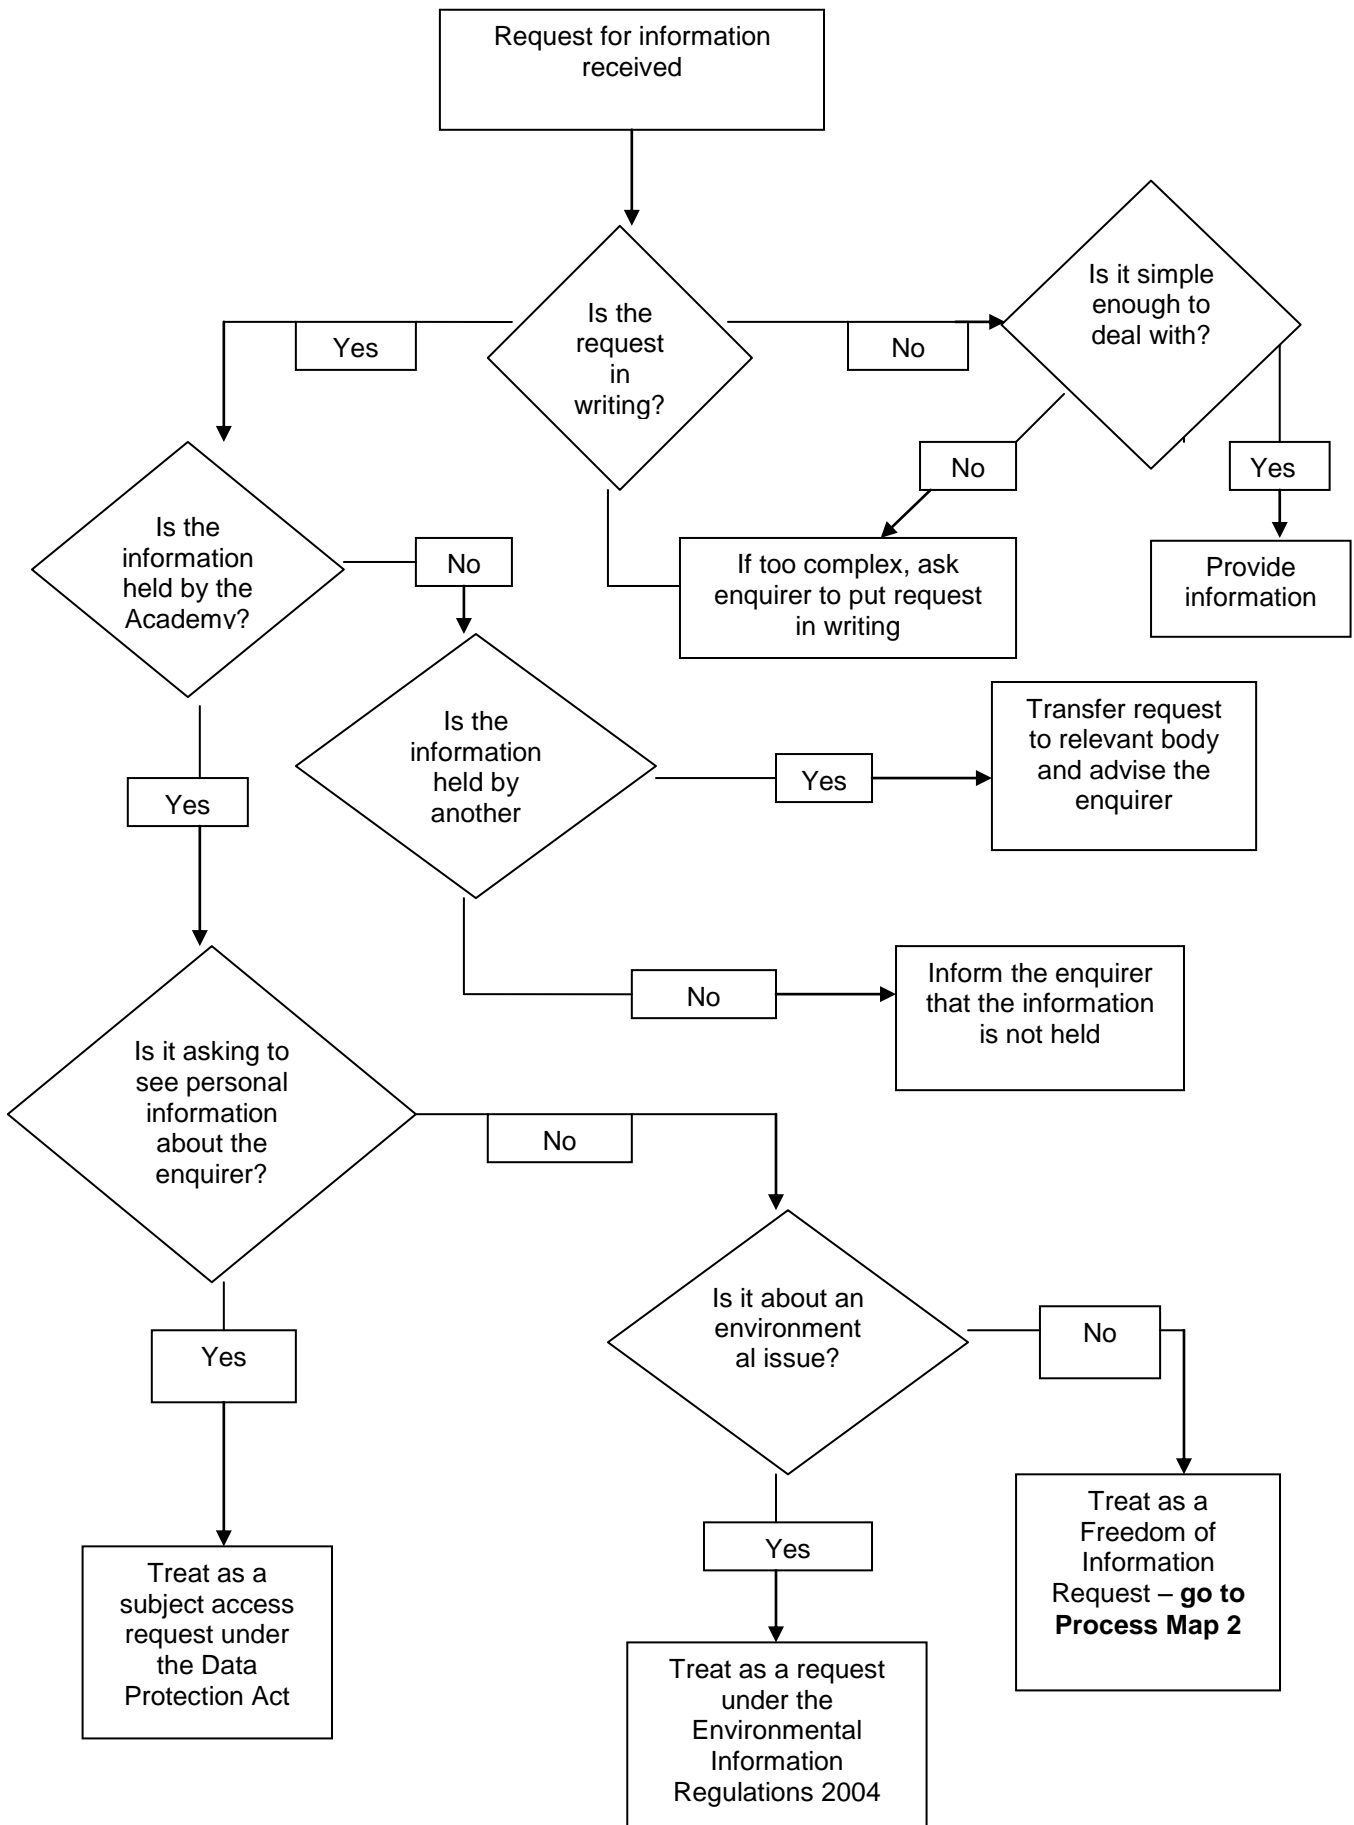 Request for information
received
Is it simple
enough to
deal with?
Is the
request
in
writing?
Yes
No
No
Yes
Is the
information
held by the
Academy?
No
If too complex, ask
enquirer to put request
in writing
Provide
information
Is the
information
held by
another
Yes
Transfer request
to relevant body
and advise the
enquirer
Yes
No
Inform the enquirer
that the information
is not held
Is it asking to
see personal
information
about the
enquirer?
No
Is it about an
environment
al issue?
No
Yes
Yes
Treat as a
Freedom of
Information
Request – go to
Process Map 2
Treat as a
subject access
request under
the Data
Protection Act
Treat as a request
under the
Environmental
Information
Regulations 2004